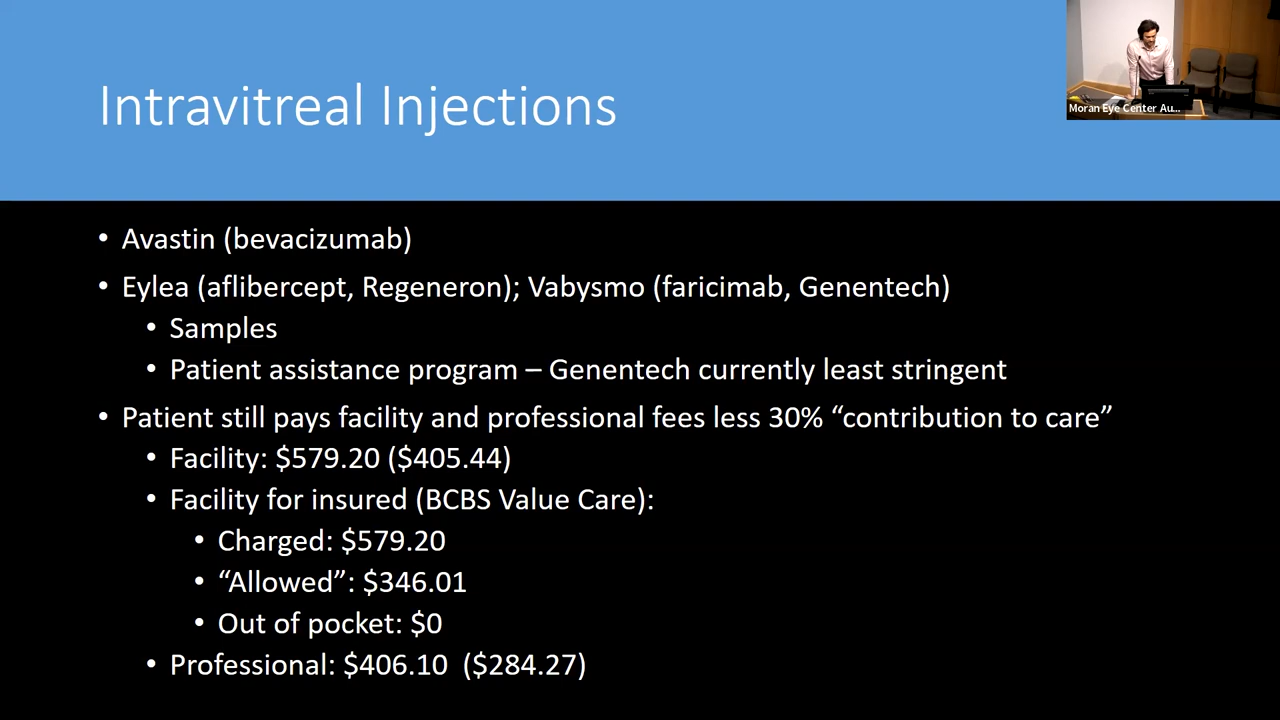 Intravitreal Injections
Moran Eye Center Au...
• Avastin (bevacizumab)
• Eylea (aflibercept, Regeneron); Vabysmo (faricimab, Genentech)
• Samples
• Patient assistance program – Genentech currently least stringent
• Patient still pays facility and professional fees less 30% “contribution to care”
• Facility: $579.20 ($405.44)
• Facility for insured (BCBS Value Care):
• Charged: $579.20
• “Allowed”: $346.01
• Out of pocket: $0
• Professional: $406.10 ($284.27)